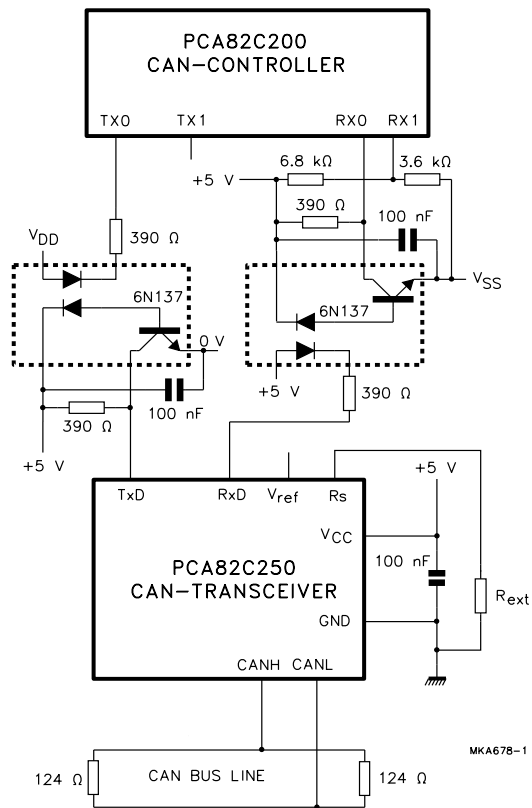 PCA82C200
CAN-CONTROLLER
TX0 TX1 RX0 RX1
+5 V
6.8 kΩ
3.6 kΩ
390 Ω
100 nF
390 Ω
VDD
VSS
6N137
0 V
6N137
+5 V
390 Ω
100 nF
390 Ω
+5 V
+5 V
TxD RxD Vref Rs
VCC
100 nF
PCA82C250
CAN-TRANSCEIVER
Rext
GND
CANH CANL
MKA678-1
124 Ω
CAN BUS LINE
124 Ω